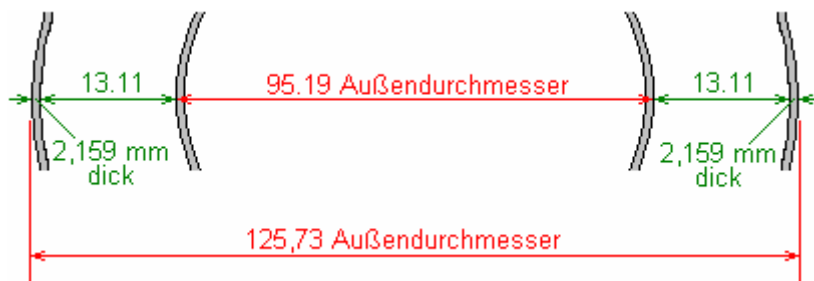 13.11
95.19 Außendurchmesser
13.11
2,159 mm
dick
2,159 mm
dick
125,73 Außendurchmesser